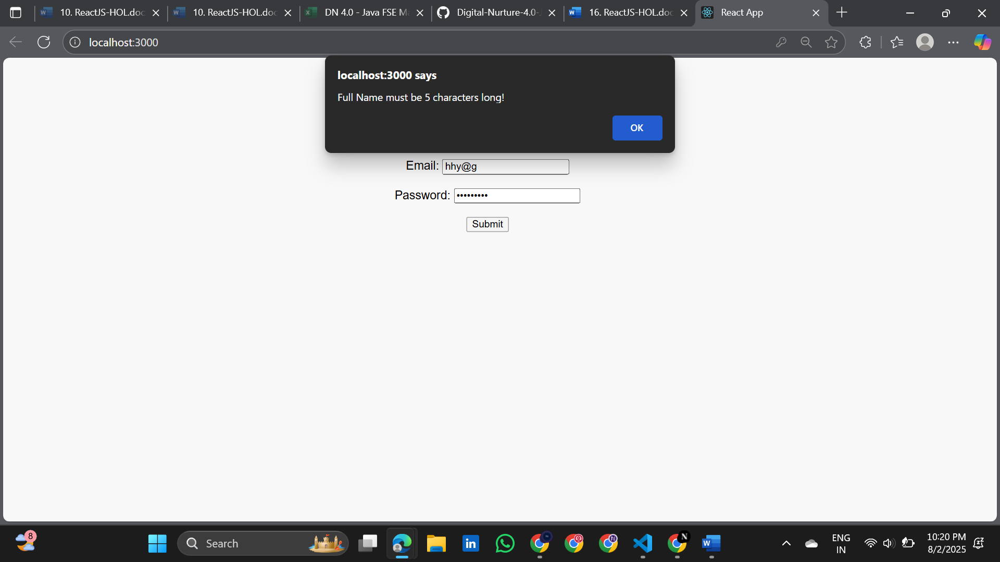 10. ReactJS-HOL.doc
10. ReactJS-HOL.doc
DN 4.0 - Java FSE Ma
Digital-Nurture-4.0-J
16. ReactJS-HOL.doc
React App
localhost:3000
localhost:3000 says
Full Name must be 5 characters long!
OK
Email: hhy@g
Password: •••••••••
Submit
8
Search
ENG
IN
10:20 PM
8/2/2025